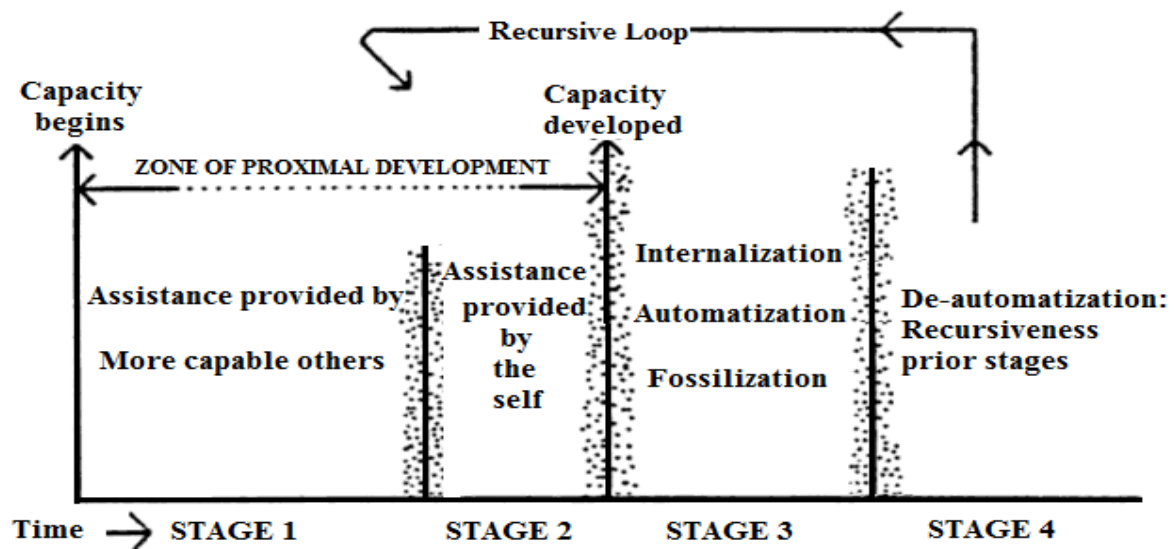 Recursive Loop
Capacity
begins
Capacity
developed
ZONE OF PROXIMAL DEVELOPMENT
Assistance provided by
More capable others
Assistance
provided
by
the
self
Internalization
Automatization
Fossilization
De-automatization:
Recursiveness
prior stages
Time
STAGE 1
STAGE 2
STAGE 3
STAGE 4